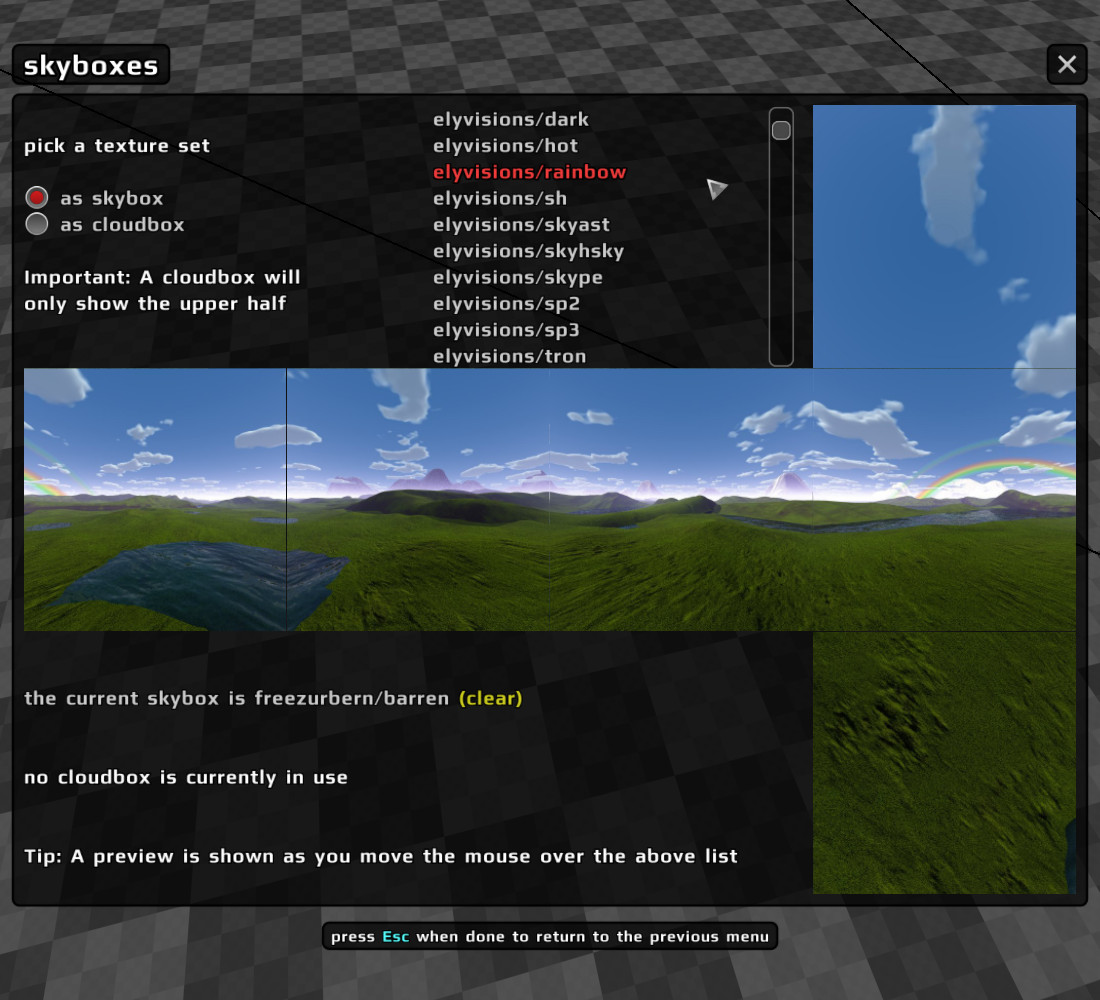 skyboxes
pick a texture set
as skybox
as cloudbox
Important: A cloudbox will
only show the upper half
elyvisions/dark
elyvisions/hot
elyvisions/rainbow
elyvisions/sh
elyvisions/skyast
elyvisions/skyhsky
elyvisions/skype
elyvisions/sp2
elyvisions/sp3
elyvisions/tron
the current skybox is freezurbern/barren (clear)
no cloudbox is currently in use
Tip: A preview is shown as you move the mouse over the above list
press Esc when done to return to the previous menu